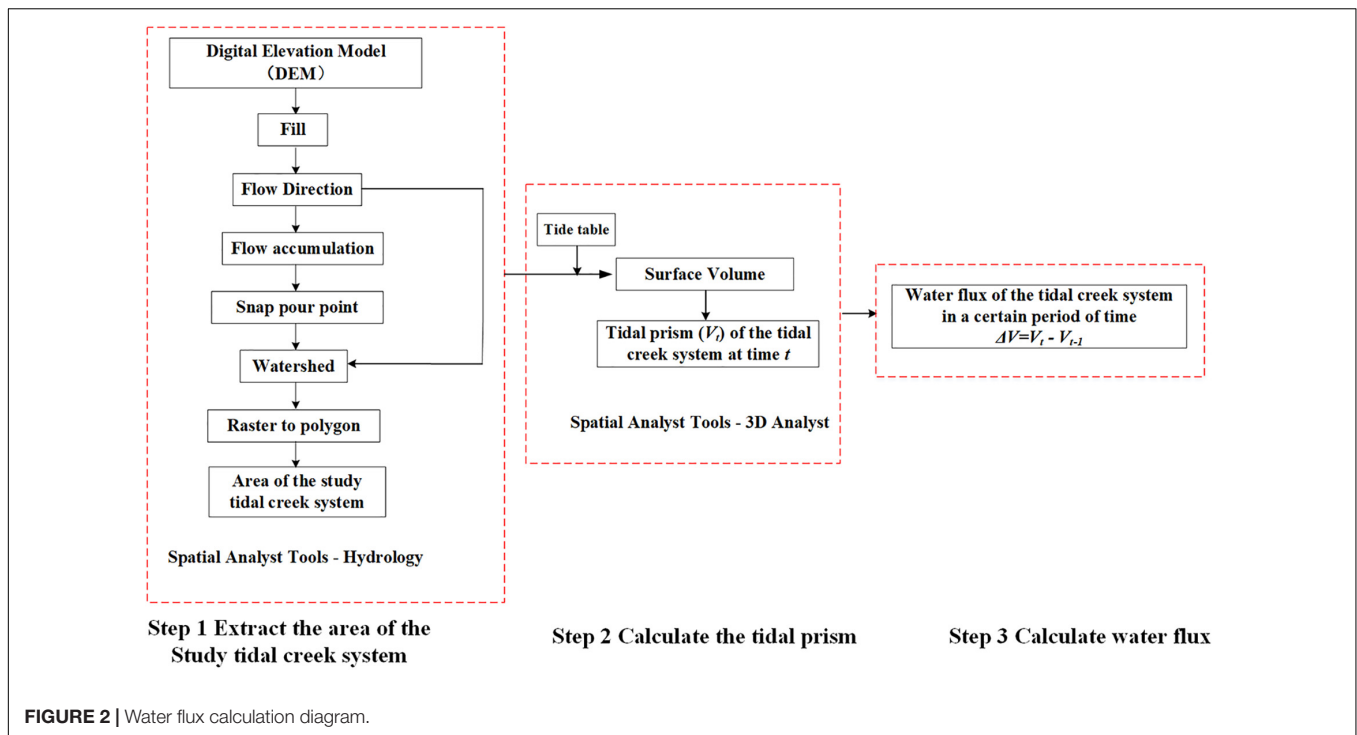 Digital Elevation Model
（DEM）
Fill
Flow Direction
Flow accumulation
Snap pour point
Watershed
Raster to polygon
Area of the study
tidal creek system
Spatial Analyst Tools - Hydrology
Step 1 Extract the area of the
Study tidal creek system
Tide table
Surface Volume
Tidal prism (Vt) of the tidal
creek system at time t
Spatial Analyst Tools - 3D Analyst
Step 2 Calculate the tidal prism
Water flux of the tidal creek system
in a certain period of time
ΔV=Vt - Vt-1
Step 3 Calculate water flux
FIGURE 2 | Water flux calculation diagram.